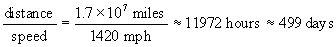 distance/speed = 1.7 × 10⁷ miles/1420 mph ≈ 11972 hours ≈ 499 days